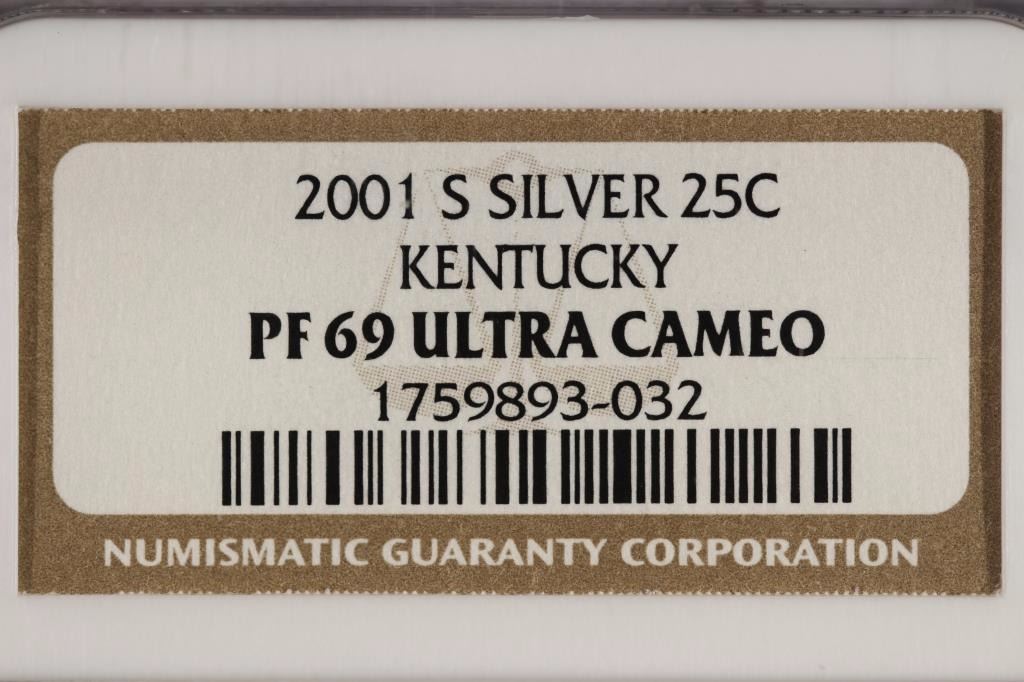 2001 S SILVER 25C
KENTUCKY
PF 69 ULTRA CAMEO
1759893-032
NUMISMATIC GUARANTY CORPORATION